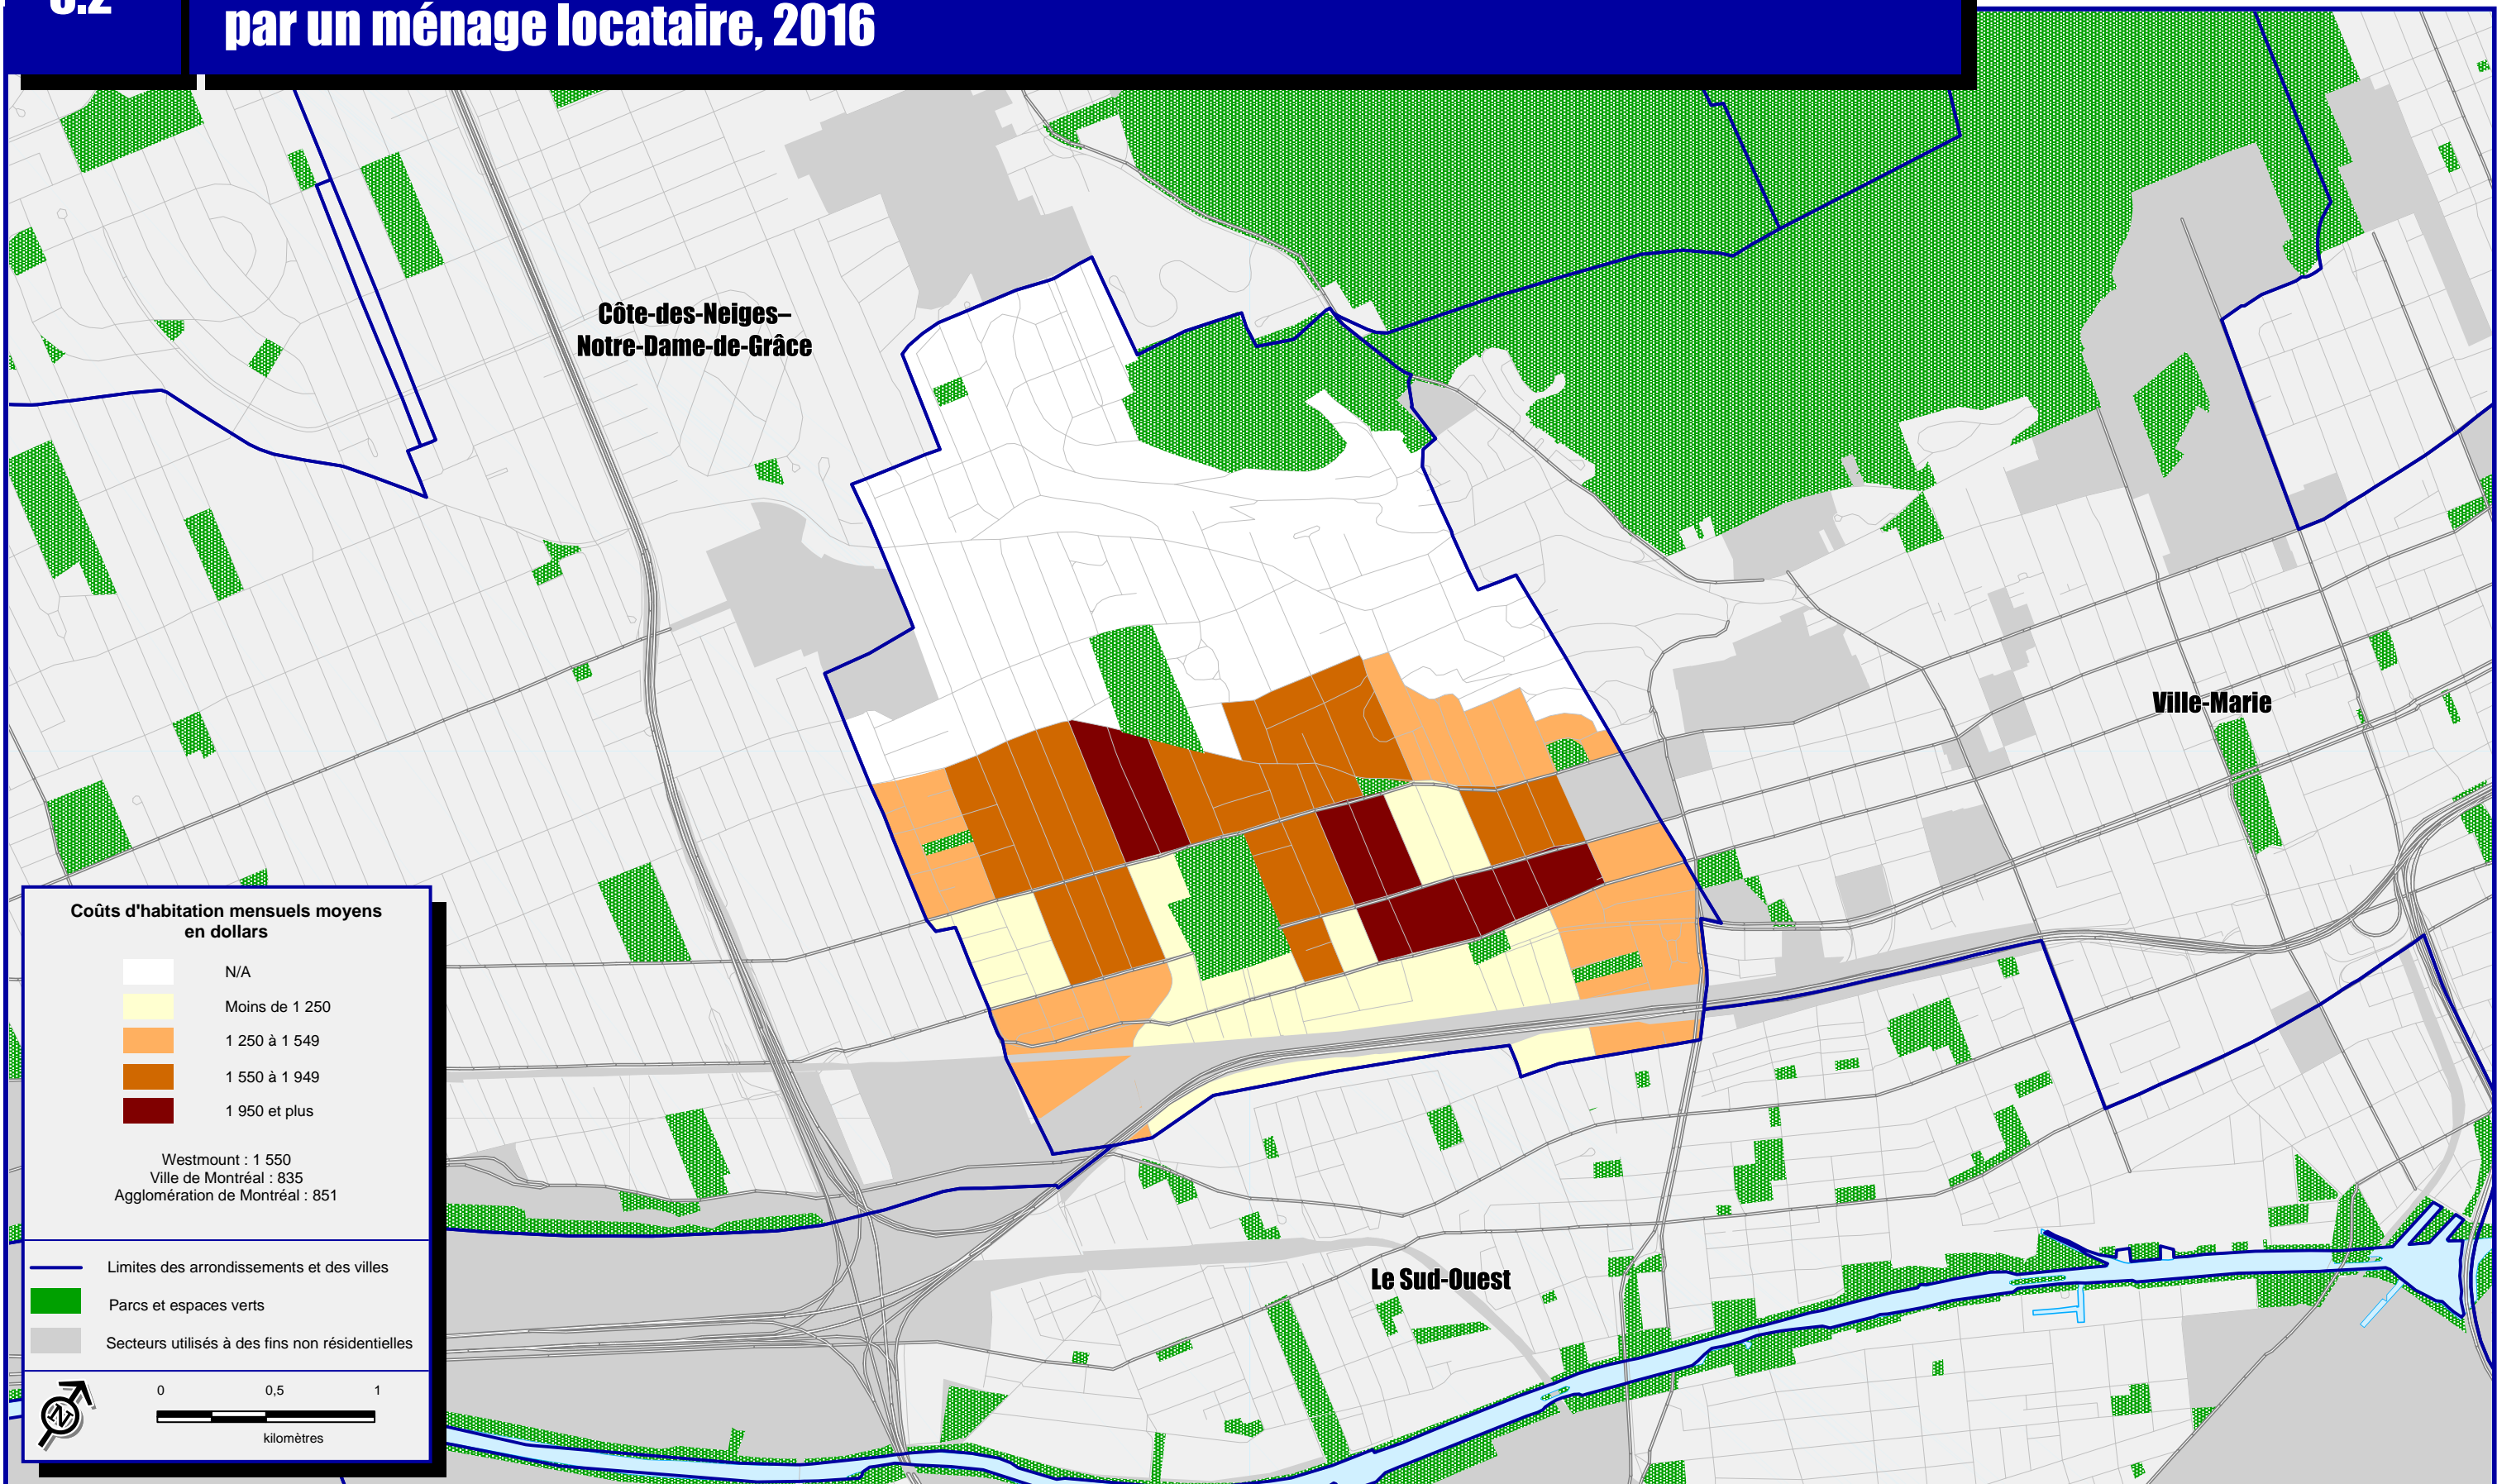 par un ménage locataire, 2016
Côte-des-Neiges–
Notre-Dame-de-Grâce
Ville-Marie
Le Sud-Ouest
Coûts d'habitation mensuels moyens
en dollars
N/A
Moins de 1 250
1 250 à 1 549
1 550 à 1 949
1 950 et plus
Westmount : 1 550
Ville de Montréal : 835
Agglomération de Montréal : 851
Limites des arrondissements et des villes
Parcs et espaces verts
Secteurs utilisés à des fins non résidentielles
N
0 0,5 1
kilomètres